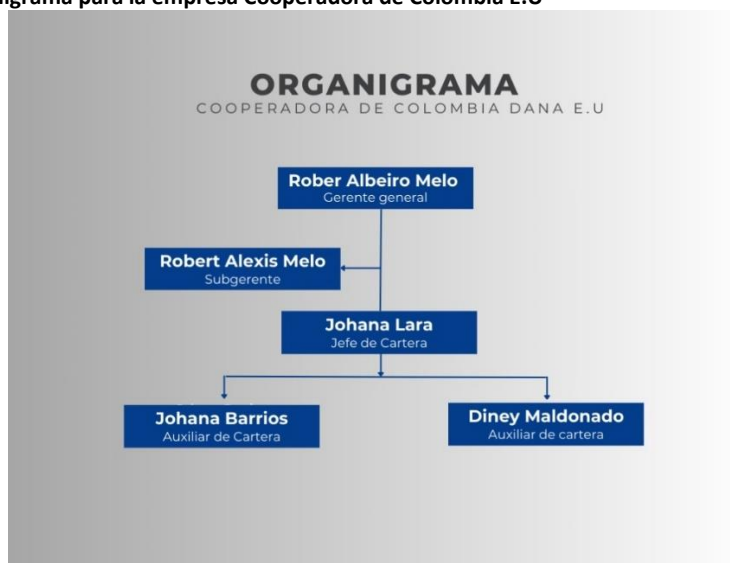 para la empresa Cooperadora de Colombia E.U
ORGANIGRAMA
COOPERADORA DE COLOMBIA DANA E.U
Rober Albeiro Melo
Gerente general
Robert Alexis Melo
Subgerente
Johana Lara
Jefe de Cartera
Johana Barrios
Auxiliar de Cartera
Diney Maldonado
Auxiliar de cartera